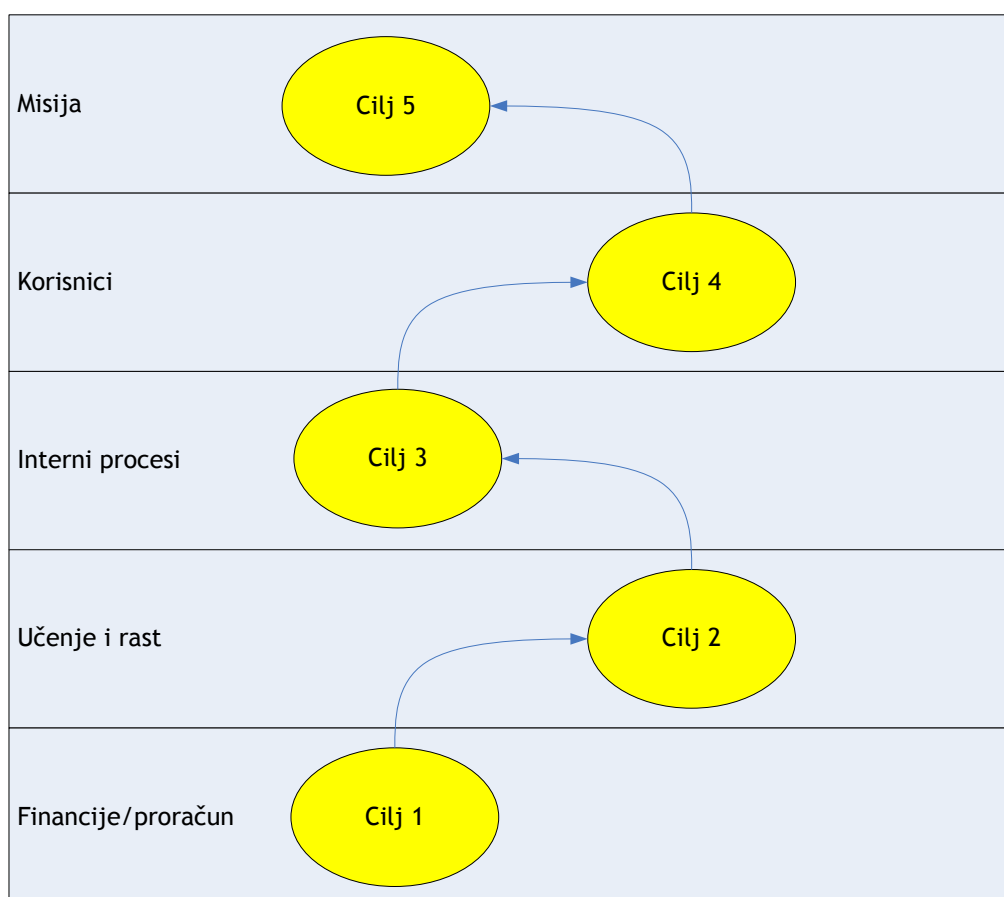 Misija
Cilj 5
Korisnici
Cilj 4
Interni procesi
Cilj 3
Učenje i rast
Cilj 2
Financije/proračun
Cilj 1